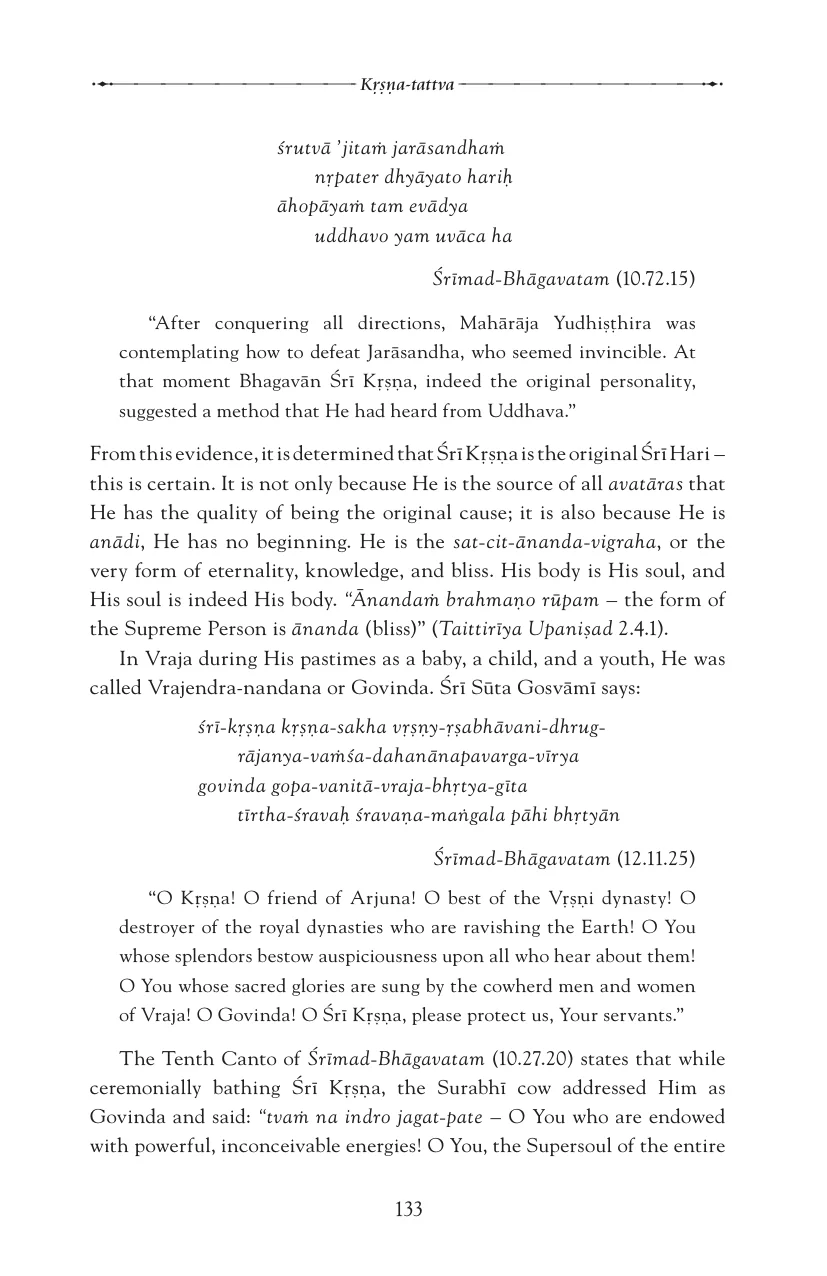 Kṛṣṇa-tattva
śrutvā ’jitaṁ jarāsandhaṁ
nṛpater dhyāyato hariḥ
āhopāyaṁ tam evādya
uddhavo yam uvāca ha
Śrīmad-Bhāgavatam (10.72.15)
“After conquering all directions, Mahārāja Yudhiṣṭhira was
contemplating how to defeat Jarāsandha, who seemed invincible. At
that moment Bhagavān Śrī Kṛṣṇa, indeed the original personality,
suggested a method that He had heard from Uddhava.”
From this evidence, it is determined that Śrī Kṛṣṇa is the original Śrī Hari –
this is certain. It is not only because He is the source of all avatāras that
He has the quality of being the original cause; it is also because He is
anādi, He has no beginning. He is the sat-cit-ānanda-vigraha, or the
very form of eternality, knowledge, and bliss. His body is His soul, and
His soul is indeed His body. “Ānandaṁ brahmaṇo rūpam – the form of
the Supreme Person is ānanda (bliss)” (Taittirīya Upaniṣad 2.4.1).
In Vraja during His pastimes as a baby, a child, and a youth, He was
called Vrajendra-nandana or Govinda. Śrī Sūta Gosvāmī says:
śrī-kṛṣṇa kṛṣṇa-sakha vṛṣṇy-ṛṣabhāvani-dhrug-
rājanya-vaṁśa-dahanānapavarga-vīrya
govinda gopa-vanitā-vraja-bhṛtya-gīta
tīrtha-śravaḥ śravaṇa-maṅgala pāhi bhṛtyān
Śrīmad-Bhāgavatam (12.11.25)
“O Kṛṣṇa! O friend of Arjuna! O best of the Vṛṣṇi dynasty! O
destroyer of the royal dynasties who are ravishing the Earth! O You
whose splendors bestow auspiciousness upon all who hear about them!
O You whose sacred glories are sung by the cowherd men and women
of Vraja! O Govinda! O Śrī Kṛṣṇa, please protect us, Your servants.”
The Tenth Canto of Śrīmad-Bhāgavatam (10.27.20) states that while
ceremonially bathing Śrī Kṛṣṇa, the Surabhī cow addressed Him as
Govinda and said: “tvaṁ na indro jagat-pate – O You who are endowed
with powerful, inconceivable energies! O You, the Supersoul of the entire
133